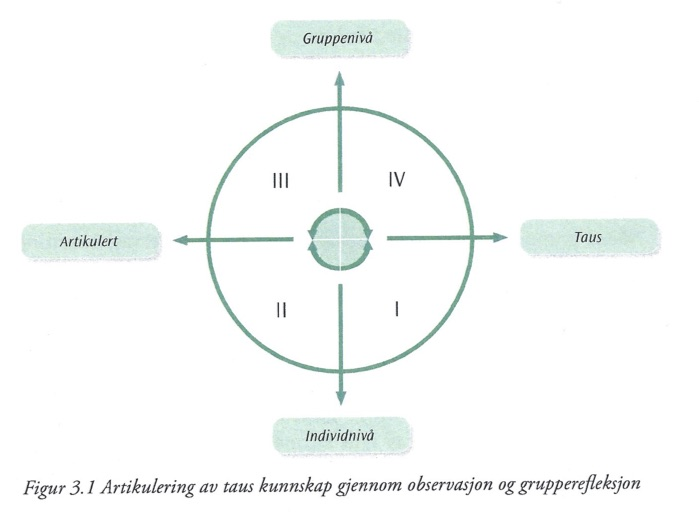 Gruppenivå
III
IV
Artikulert
Taus
II
I
Individnivå
Figur 3.1 Artikulering av taus kunnskap gjennom observasjon og grupperefleksjon